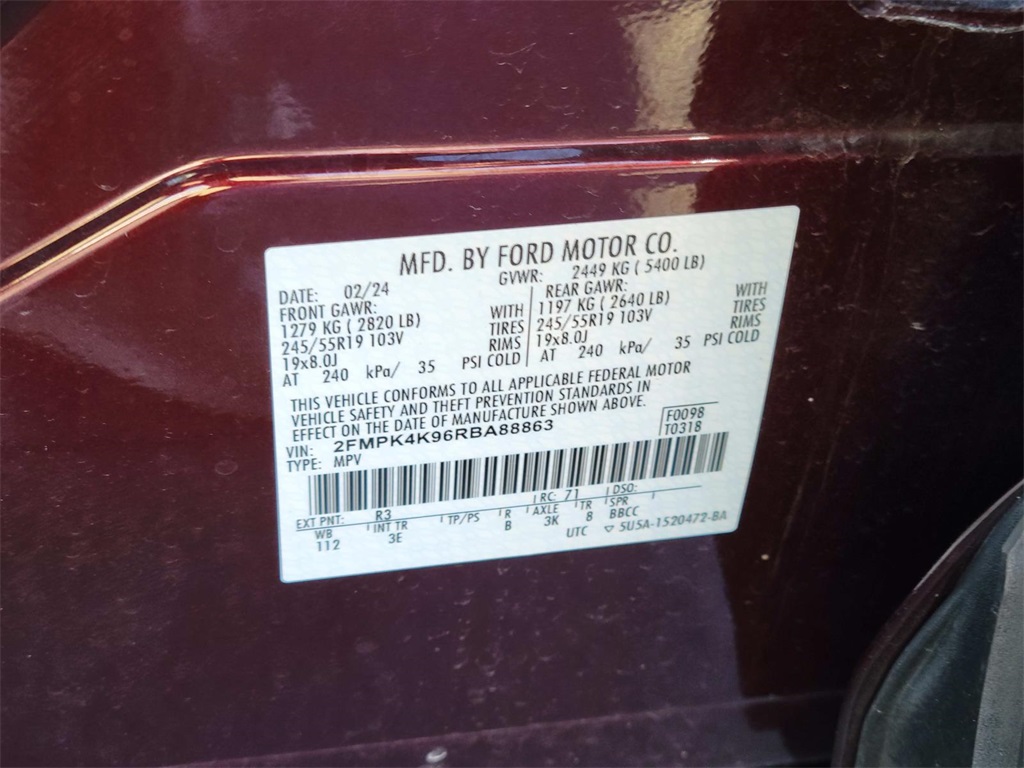 MFD. BY FORD MOTOR CO.
DATE: 02/24 GVWR: 2449 KG ( 5400 LB)
FRONT GAWR: REAR GAWR:
1279 KG ( 2820 LB) WITH 1197 KG ( 2640 LB) WITH
245/55R19 103V TIRES 245/55R19 103V TIRES
19x8.0J RIMS 19x8.0J RIMS
AT 240 kPa/ 35 PSI COLD AT 240 kPa/ 35 PSI COLD
THIS VEHICLE CONFORMS TO ALL APPLICABLE FEDERAL MOTOR
VEHICLE SAFETY AND THEFT PREVENTION STANDARDS IN
EFFECT ON THE DATE OF MANUFACTURE SHOWN ABOVE.
VIN: 2FMPK4K96RBA88863 F0098
TYPE: MPV T0318
EXT PNT: R3 RC: 71 DSO:
WB INT TR TP/PS R AXLE TR SPR
112 3E B 3K 8 BBCC
UTC ▽ 5U5A-1520472-BA